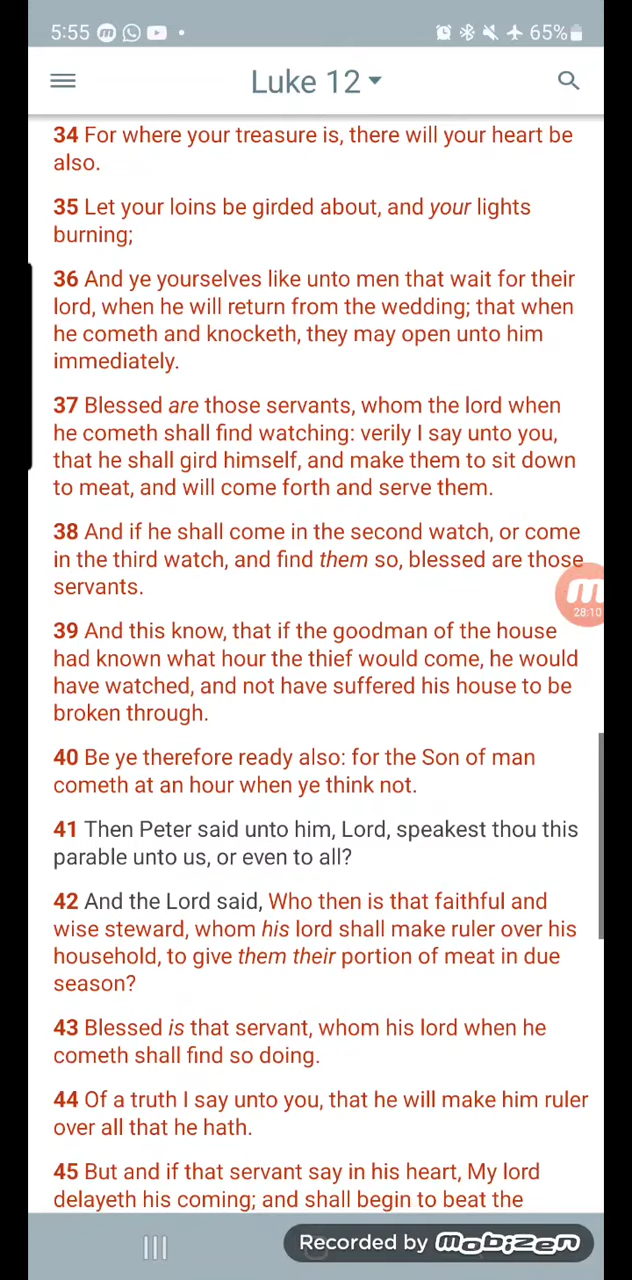 5:55 65%
Luke 12
34 For where your treasure is, there will your heart be
also.
35 Let your loins be girded about, and your lights
burning;
36 And ye yourselves like unto men that wait for their
lord, when he will return from the wedding; that when
he cometh and knocketh, they may open unto him
immediately.
37 Blessed are those servants, whom the lord when
he cometh shall find watching: verily I say unto you,
that he shall gird himself, and make them to sit down
to meat, and will come forth and serve them.
38 And if he shall come in the second watch, or come
in the third watch, and find them so, blessed are those
servants.
28:10
39 And this know, that if the goodman of the house
had known what hour the thief would come, he would
have watched, and not have suffered his house to be
broken through.
40 Be ye therefore ready also: for the Son of man
cometh at an hour when ye think not.
41 Then Peter said unto him, Lord, speakest thou this
parable unto us, or even to all?
42 And the Lord said, Who then is that faithful and
wise steward, whom his lord shall make ruler over his
household, to give them their portion of meat in due
season?
43 Blessed is that servant, whom his lord when he
cometh shall find so doing.
44 Of a truth I say unto you, that he will make him ruler
over all that he hath.
45 But and if that servant say in his heart, My lord
delayeth his coming; and shall begin to beat the
Recorded by mobizen